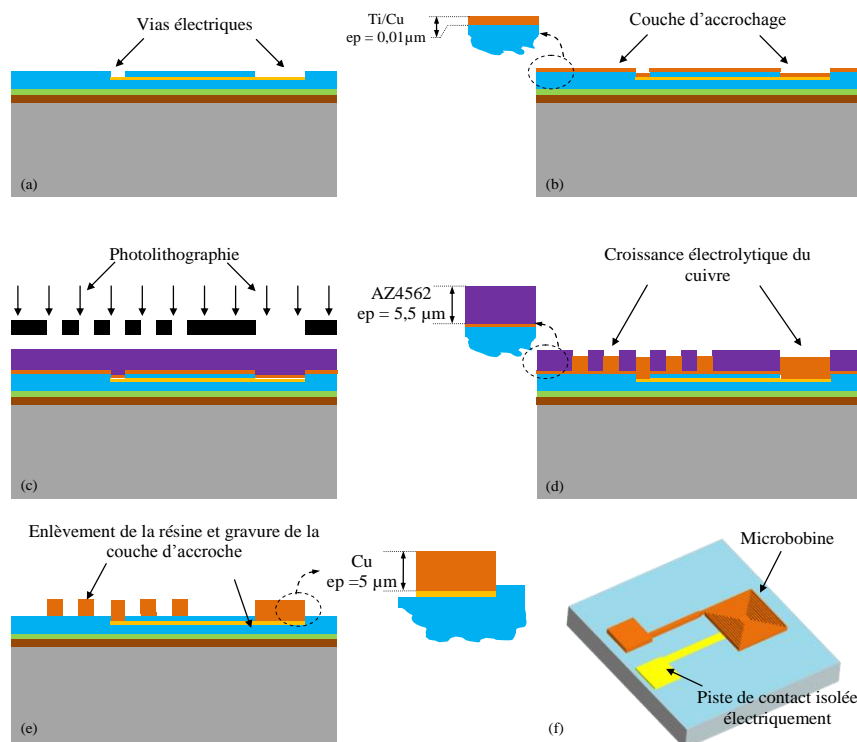 Vias électriques
(a)
Ti/Cu
ep = 0,01µm
Couche d'accrochage
(b)
Photolithographie
(c)
AZ4562
ep = 5,5 µm
Croissance électrolytique du
cuivre
(d)
Enlèvement de la résine et gravure de la
couche d'accroche
(e)
Cu
ep =5 µm
Microbobine
Piste de contact isolée
électriquement
(f)